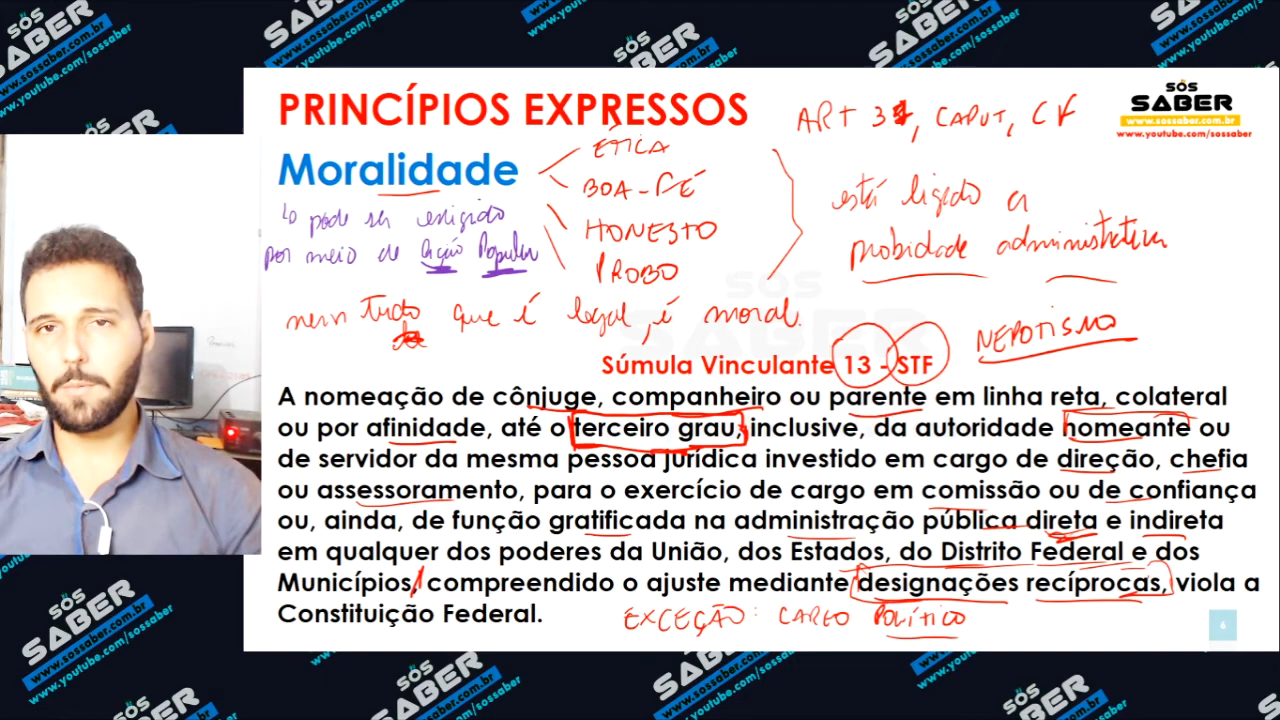 PRINCÍPIOS EXPRESSOS
ART 37, CAPUT, CF
SOS
SABER
www.sossaber.com.br
www.youtube.com/sossaber
Moralidade
ÉTICA
BOA-FÉ
HONESTO
PROBO
está ligado a
probidade administrativa
↳ pode ser exigido
por meio de ação Popular
nem tudo que é legal, é moral.
NEPOTISMO
Súmula Vinculante 13 - STF
A nomeação de cônjuge, companheiro ou parente em linha reta, colateral
ou por afinidade, até o terceiro grau, inclusive, da autoridade nomeante ou
de servidor da mesma pessoa jurídica investido em cargo de direção, chefia
ou assessoramento, para o exercício de cargo em comissão ou de confiança
ou, ainda, de função gratificada na administração pública direta e indireta
em qualquer dos poderes da União, dos Estados, do Distrito Federal e dos
Municípios, compreendido o ajuste mediante designações recíprocas, viola a
Constituição Federal.
EXCEÇÃO: CARGO POLÍTICO
6